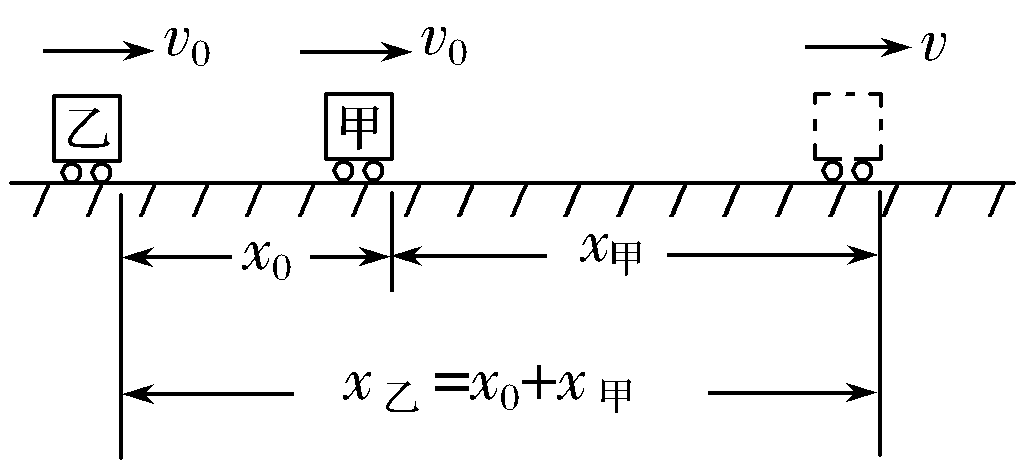 v₀ v₀ v
乙 甲
x₀ x甲
x乙=x₀+x甲